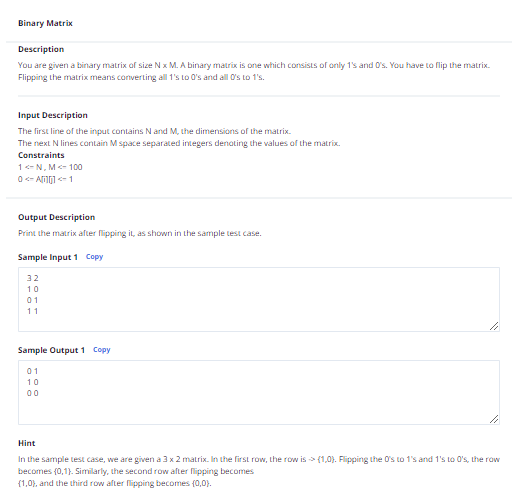 Binary Matrix
Description
You are given a binary matrix of size N x M. A binary matrix is one which consists of only 1's and 0's. You have to flip the matrix.
Flipping the matrix means converting all 1's to 0's and all 0's to 1's.
Input Description
The first line of the input contains N and M, the dimensions of the matrix.
The next N lines contain M space separated integers denoting the values of the matrix.
Constraints
1 <= N , M <= 100
0 <= A[i][j] <= 1
Output Description
Print the matrix after flipping it, as shown in the sample test case.
Sample Input 1 Copy
3 2
1 0
0 1
1 1
Sample Output 1 Copy
0 1
1 0
0 0
Hint
In the sample test case, we are given a 3 x 2 matrix. In the first row, the row is -> {1,0}. Flipping the 0's to 1's and 1's to 0's, the row
becomes {0,1}. Similarly, the second row after flipping becomes
{1,0}, and the third row after flipping becomes {0,0}.